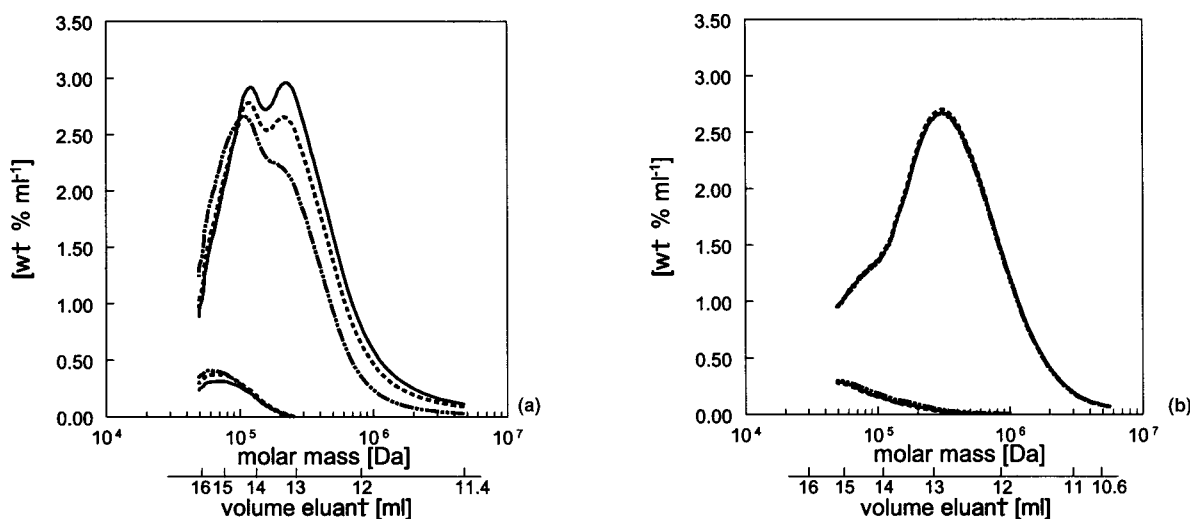 3.50
3.00
2.50
2.00
1.50
1.00
0.50
0.00
[wt % ml⁻¹]
10⁴ 10⁵ 10⁶ 10⁷
molar mass [Da]
16 15 14 13 12 11.4
volume eluant [ml]
(a)
3.50
3.00
2.50
2.00
1.50
1.00
0.50
0.00
[wt % ml⁻¹]
10⁴ 10⁵ 10⁶ 10⁷
molar mass [Da]
16 15 14 13 12 11 10.6
volume eluant [ml]
(b)